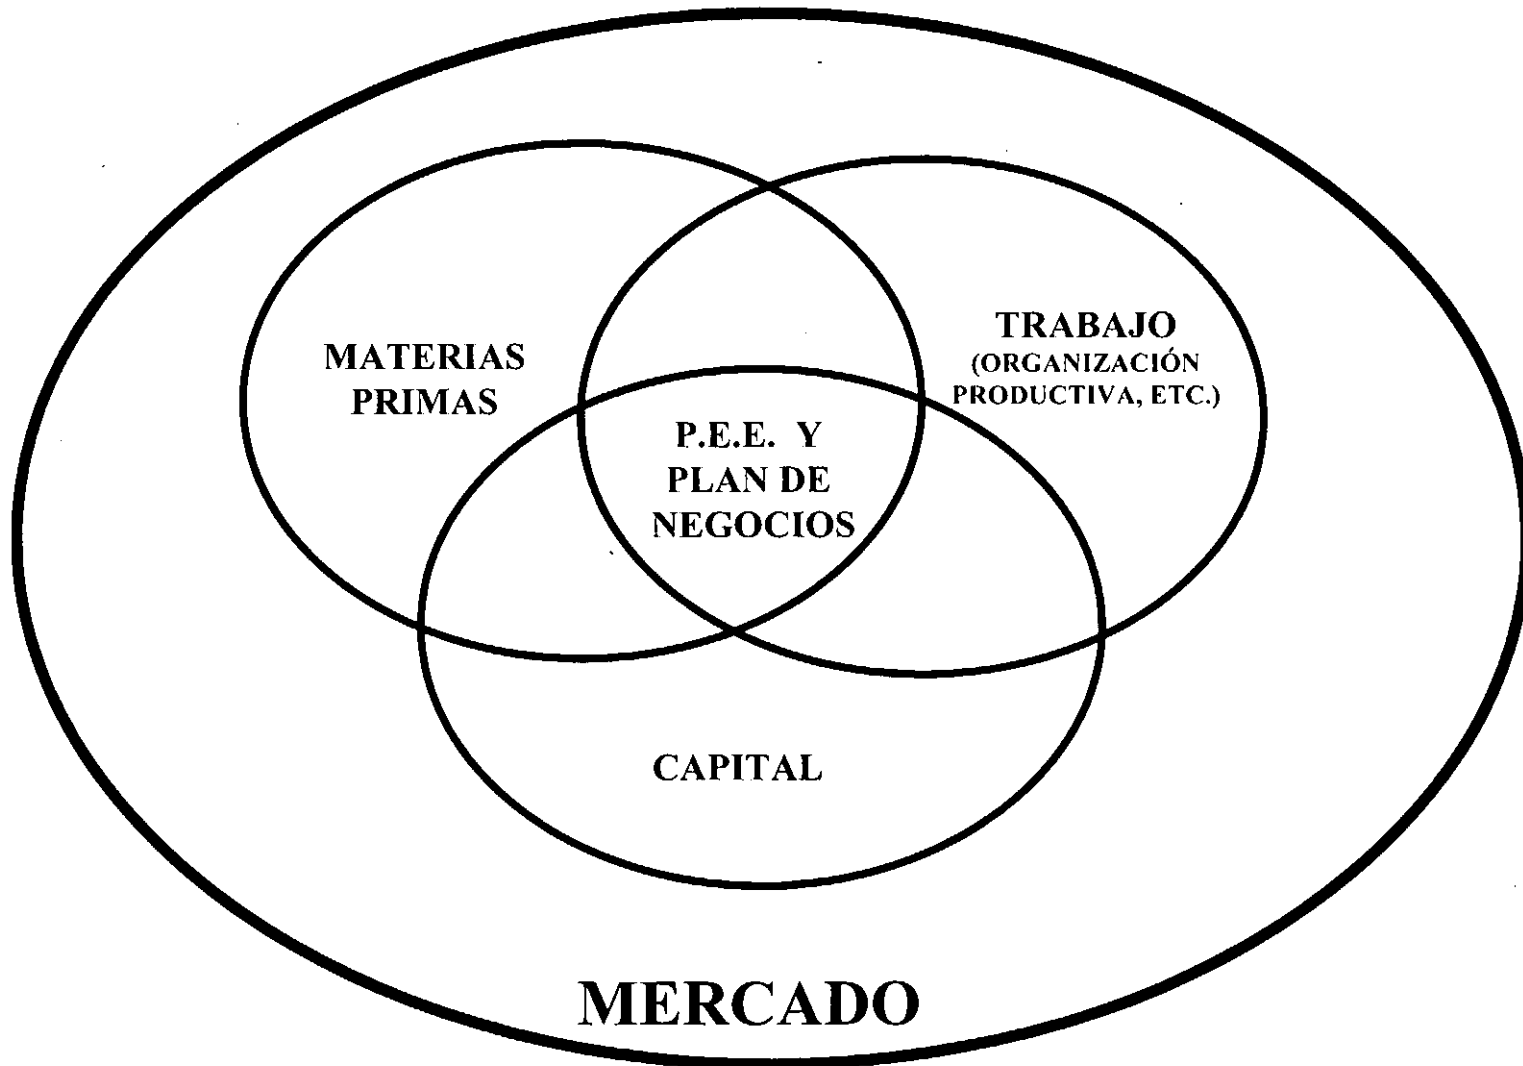 MATERIAS
PRIMAS
TRABAJO
(ORGANIZACIÓN
PRODUCTIVA, ETC.)
P.E.E. Y
PLAN DE
NEGOCIOS
CAPITAL
MERCADO